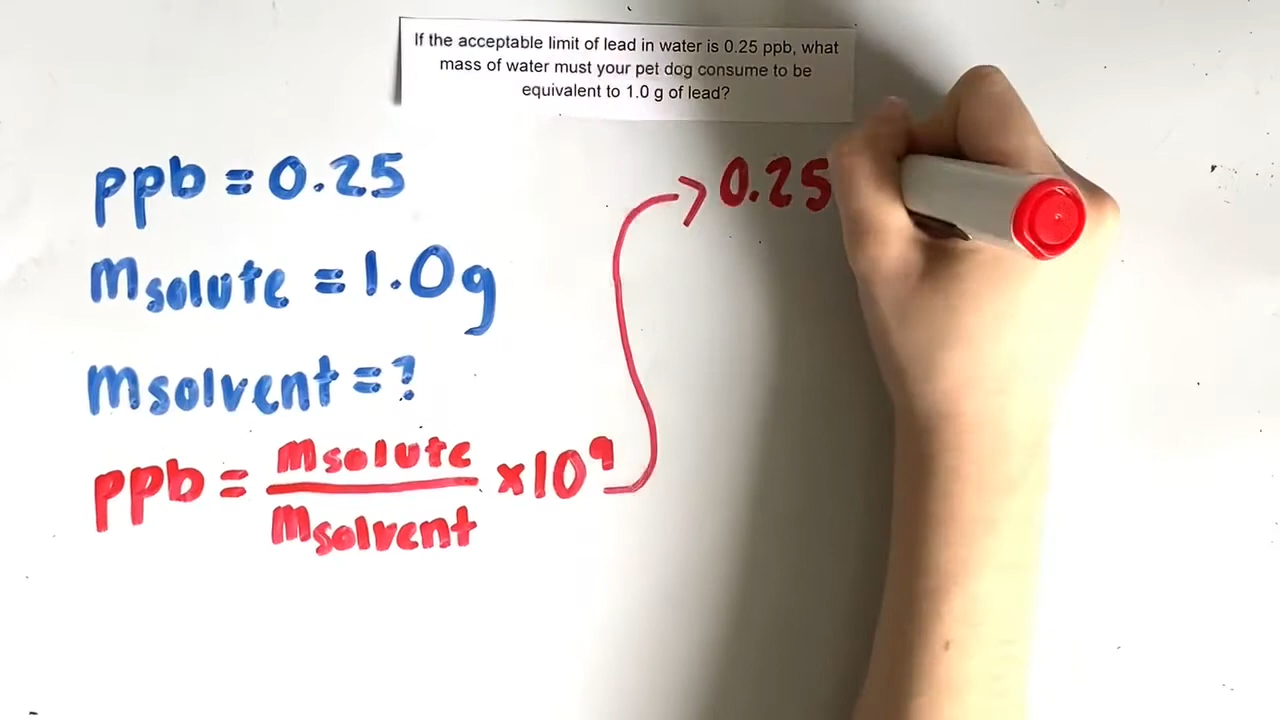 If the acceptable limit of lead in water is 0.25 ppb, what
mass of water must your pet dog consume to be
equivalent to 1.0 g of lead?
ppb = 0.25
msolute = 1.0g
msolvent = ?
ppb = msolute
msolvent
×10⁹
0.25